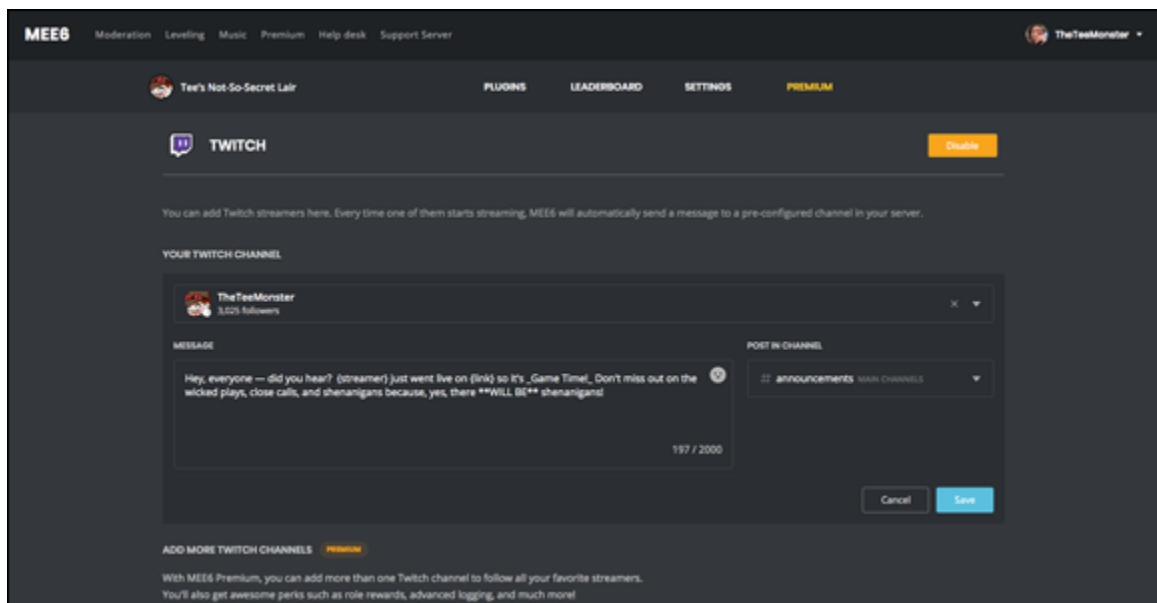 MEE6 Moderation Leveling Music Premium Help desk Support Server TheTeeMonster
Tee's Not-So-Secret Lair PLUGINS LEADERBOARD SETTINGS PREMIUM
TWITCH Disable
You can add Twitch streamers here. Every time one of them starts streaming, MEE6 will automatically send a message to a pre-configured channel in your server.
YOUR TWITCH CHANNEL
TheTeeMonster
3,025 followers
MESSAGE
Hey, everyone — did you hear? {streamer} just went live on {link} so it's _Game Time!_ Don't miss out on the
wicked plays, close calls, and shenanigans because, yes, there **WILL BE** shenanigans!
197 / 2000
POST IN CHANNEL
# announcements MAIN CHANNELS
Cancel Save
ADD MORE TWITCH CHANNELS PREMIUM
With MEE6 Premium, you can add more than one Twitch channel to follow all your favorite streamers.
You'll also get awesome perks such as role rewards, advanced logging, and much more!